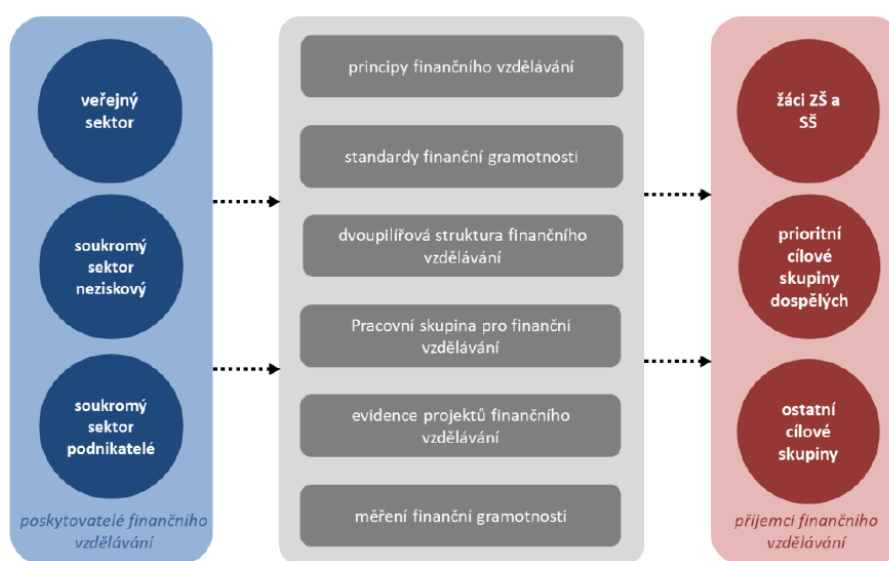 veřejný
sektor
soukromý
sektor
neziskový
soukromý
sektor
podnikatelé
poskytovatelé finančního
vzdělávání
principy finančního vzdělávání
standardy finanční gramotnosti
dvoupilířová struktura finančního
vzdělávání
Pracovní skupina pro finanční
vzdělávání
evidence projektů finančního
vzdělávání
měření finanční gramotnosti
žáci ZŠ a
SŠ
prioritní
cílové
skupiny
dospělých
ostatní
cílové
skupiny
příjemci finančního
vzdělávání